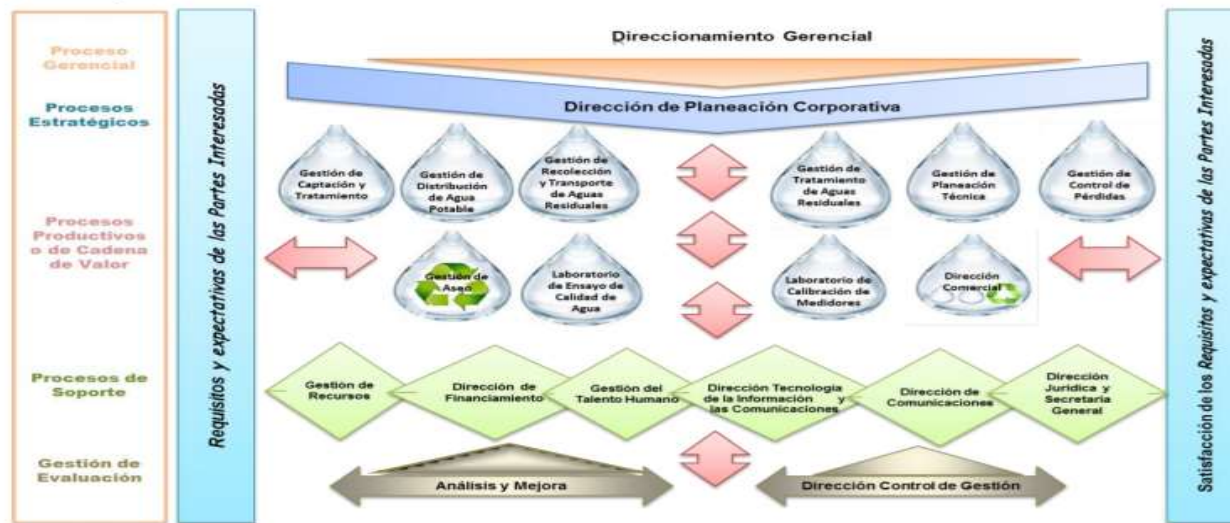 Proceso
Gerencial
Procesos
Estratégicos
Procesos
Productivos
o de Cadena
de Valor
Procesos de
Soporte
Gestión de
Evaluación
Requisitos y expectativas de las Partes Interesadas
Direccionamiento Gerencial
Dirección de Planeación Corporativa
Gestión de
Captación y
Tratamiento
Gestión de
Distribución
de Agua
Potable
Gestión de
Recolección
y Transporte
de Aguas
Residuales
Gestión de
Tratamiento
de Aguas
Residuales
Gestión de
Planeación
Técnica
Gestión de
Control de
Pérdidas
Gestión de
Aseo
Laboratorio
de Ensayo de
Calidad de
Agua
Laboratorio de
Calibración de
Medidores
Dirección
Comercial
Gestión de
Recursos
Dirección de
Financiamiento
Gestión del
Talento Humano
Dirección Tecnología
de la Información y
las Comunicaciones
Dirección de
Comunicaciones
Dirección
Jurídica y
Secretaria
General
Análisis y Mejora
Dirección Control de Gestión
Satisfacción de los Requisitos y expectativas de las Partes Interesadas